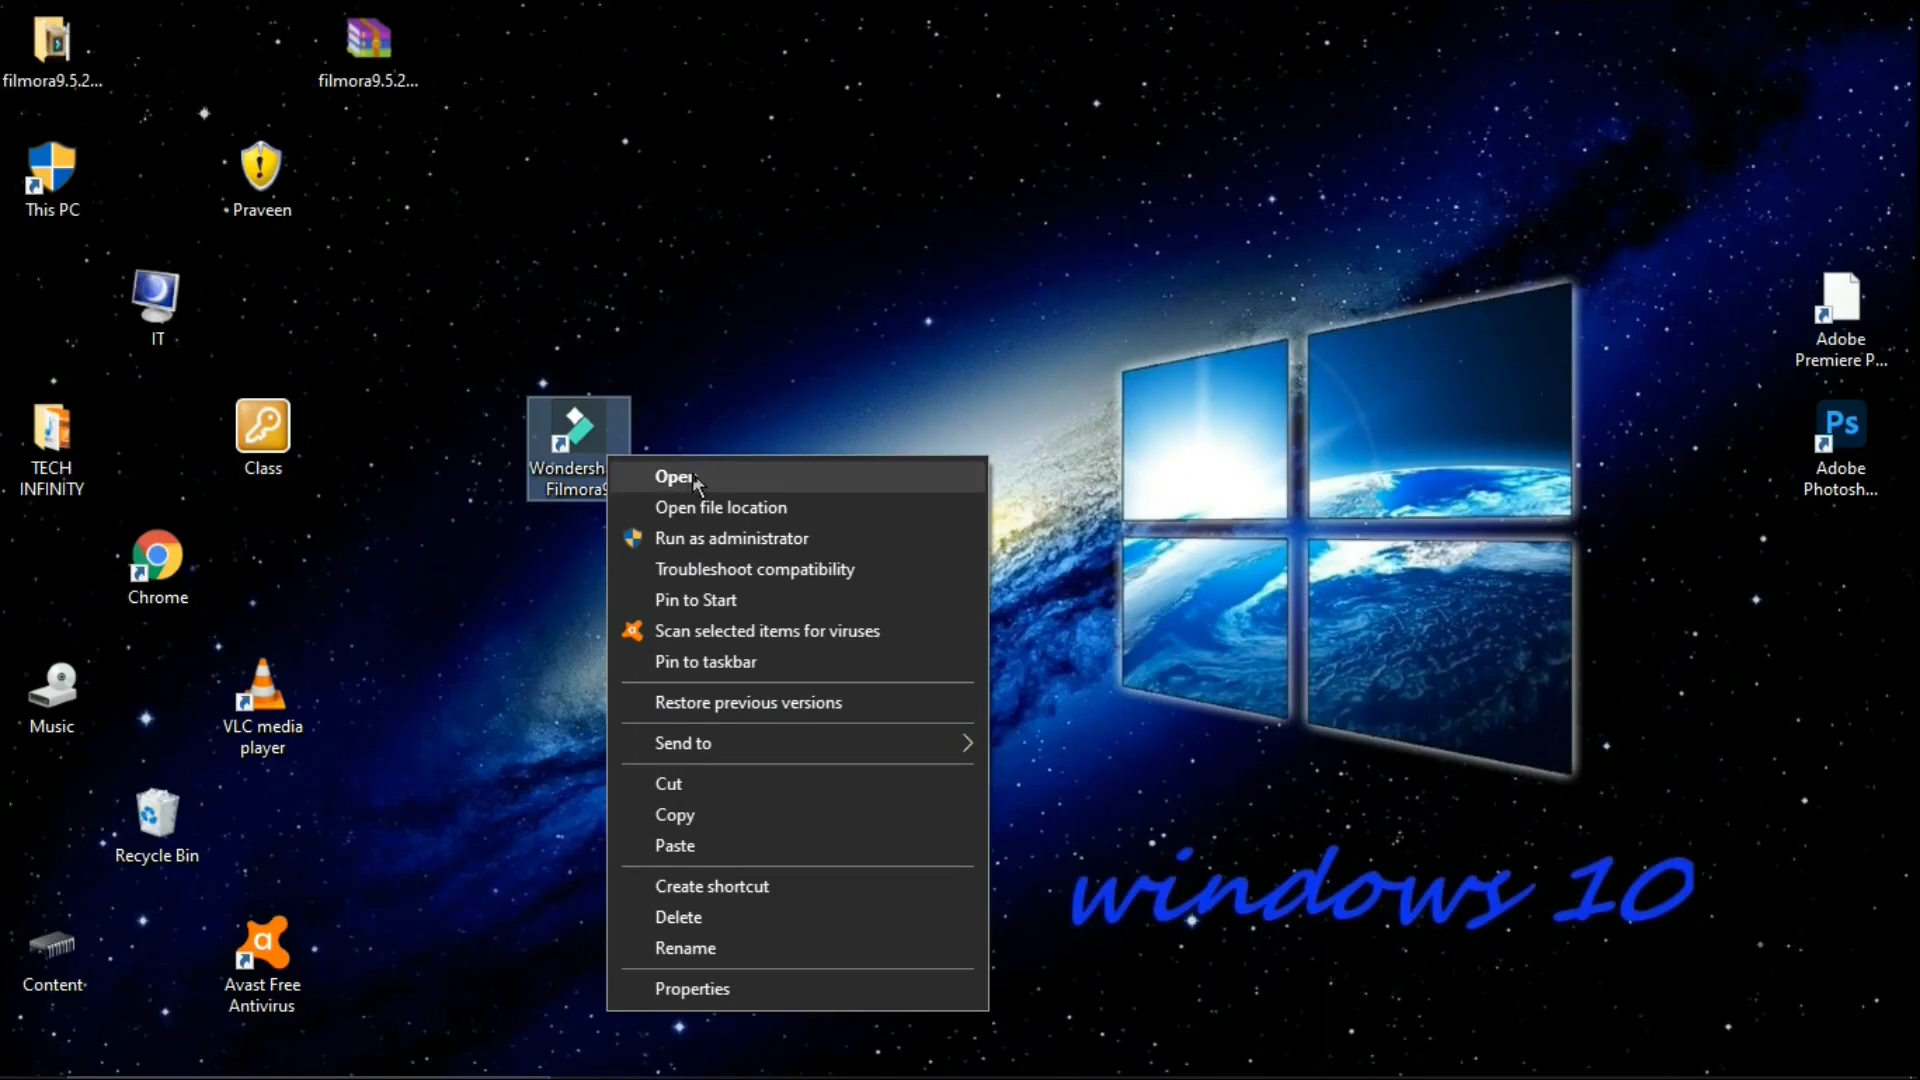 filmora9.5.2...
filmora9.5.2...
This PC
Praveen
IT
TECH
INFINITY
Class
Wondersh
Filmora9
Chrome
Music
VLC media
player
Recycle Bin
Content
Avast Free
Antivirus
Open
Open file location
Run as administrator
Troubleshoot compatibility
Pin to Start
Scan selected items for viruses
Pin to taskbar
Restore previous versions
Send to
Cut
Copy
Paste
Create shortcut
Delete
Rename
Properties
Adobe
Premiere P...
Ps
Adobe
Photosh...
windows 10